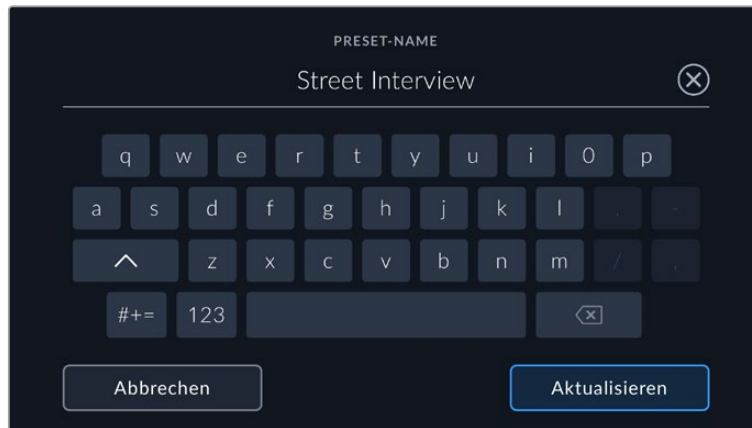 PRESET-NAME
Street Interview
q w e r t y u i O p
a s d f g h j k l . -
z x c v b n m / ,
#+= 123
Abbrechen Aktualisieren